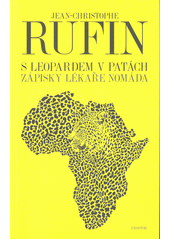 JEAN-CHRISTOPHE
RUFIN
S LEOPARDEM V PATÁCH
ZÁPISKY LÉKAŘE NOMÁDA